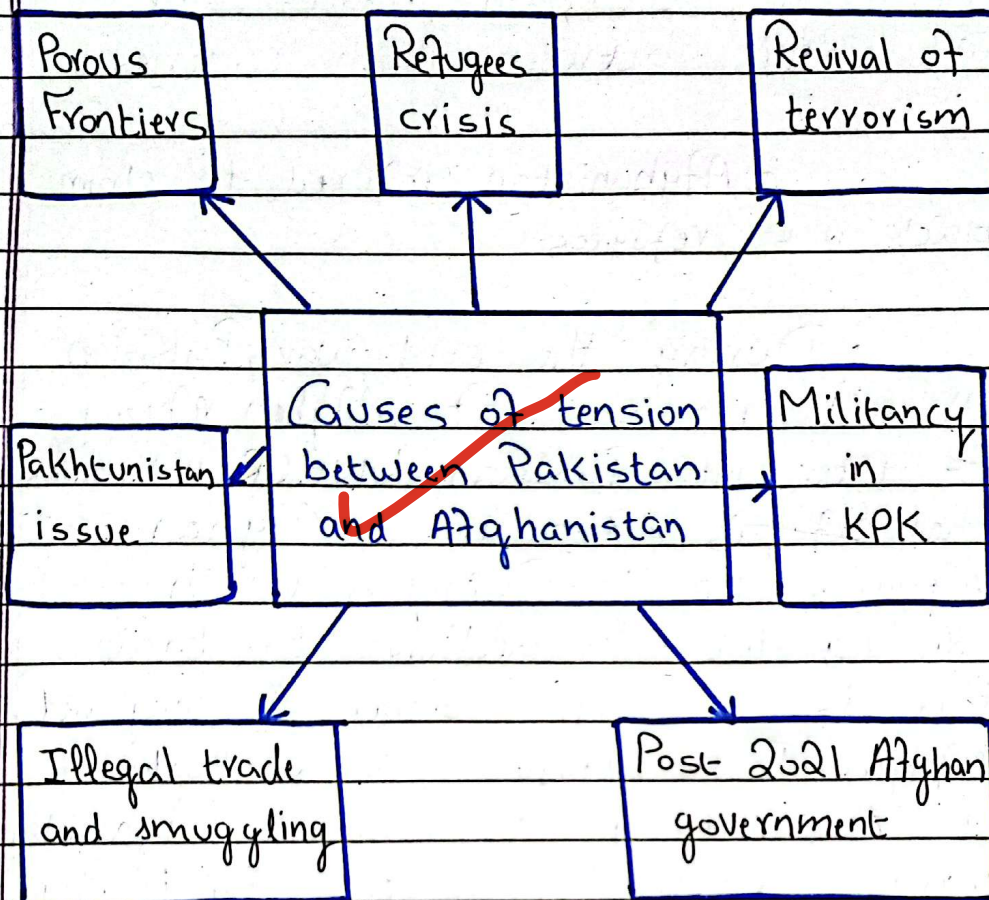 Porous
Frontiers
Refugees
crisis
Revival of
terrorism
Causes of tension
between Pakistan
and Afghanistan
Pakhtunistan
issue
Militancy
in
KPK
Illegal trade
and smuggling
Post 2021 Afghan
government